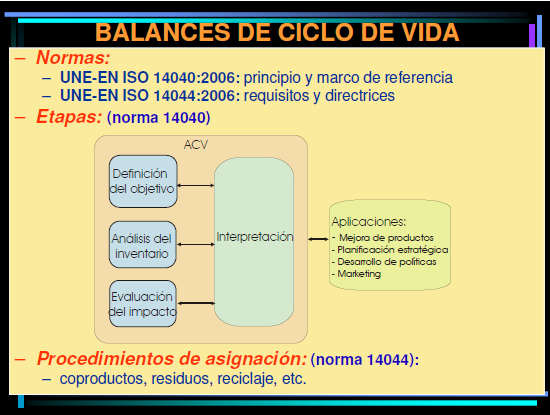 BALANCES DE CICLO DE VIDA
– Normas:
– UNE-EN ISO 14040:2006: principio y marco de referencia
– UNE-EN ISO 14044:2006: requisitos y directrices
– Etapas: (norma 14040)
ACV
Definición
del objetivo
Análisis del
inventario
Evaluación
del impacto
Interpretación
Aplicaciones:
- Mejora de productos
- Planificación estratégica
- Desarrollo de políticas
- Marketing
– Procedimientos de asignación: (norma 14044):
– coproductos, residuos, reciclaje, etc.